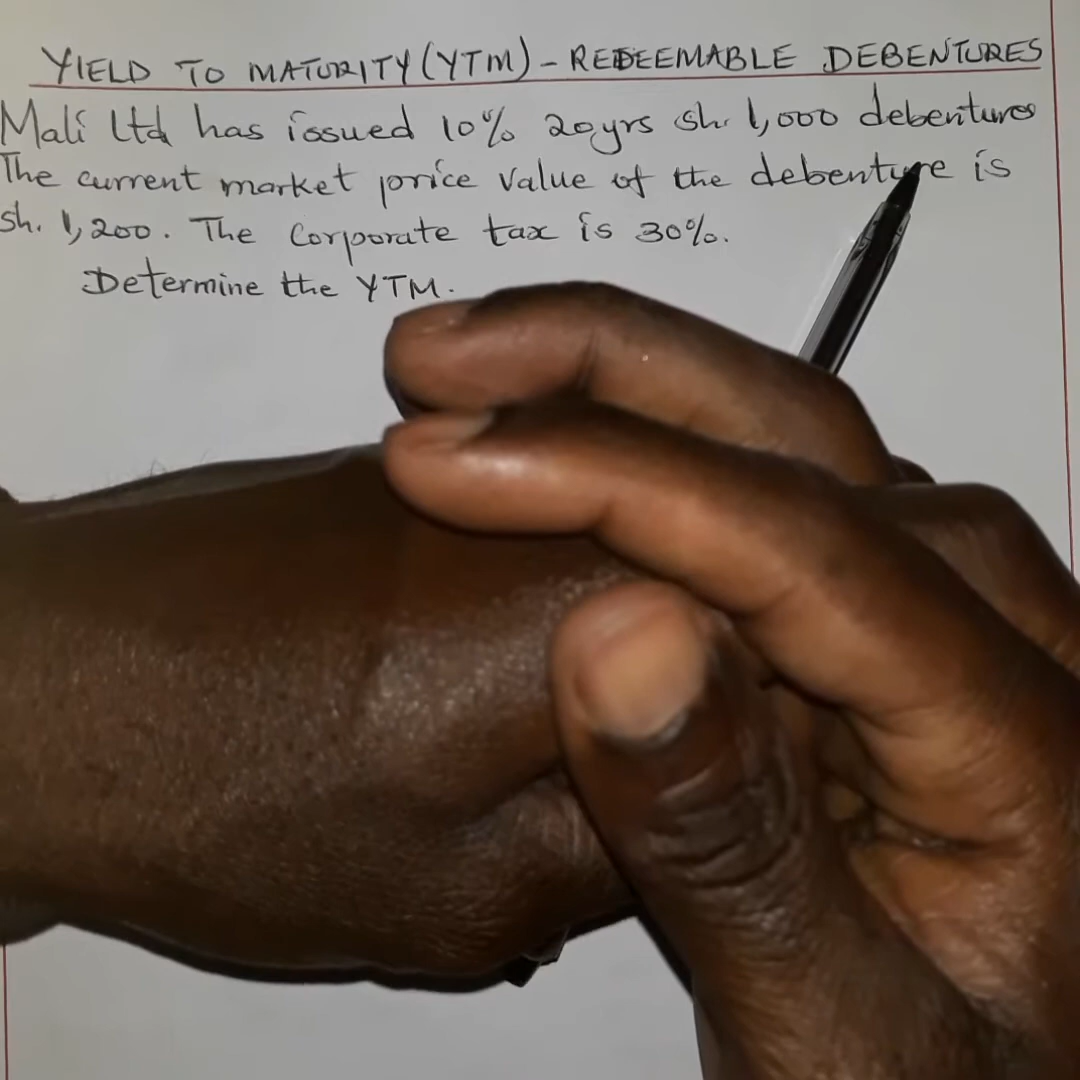 YIELD TO MATURITY (YTM) - REDEEMABLE DEBENTURES
Mali Ltd has issued 10% 20yrs sh. 1,000 debentures
The current market price value of the debenture is
sh. 1,200. The Corporate tax is 30%.
Determine the YTM.